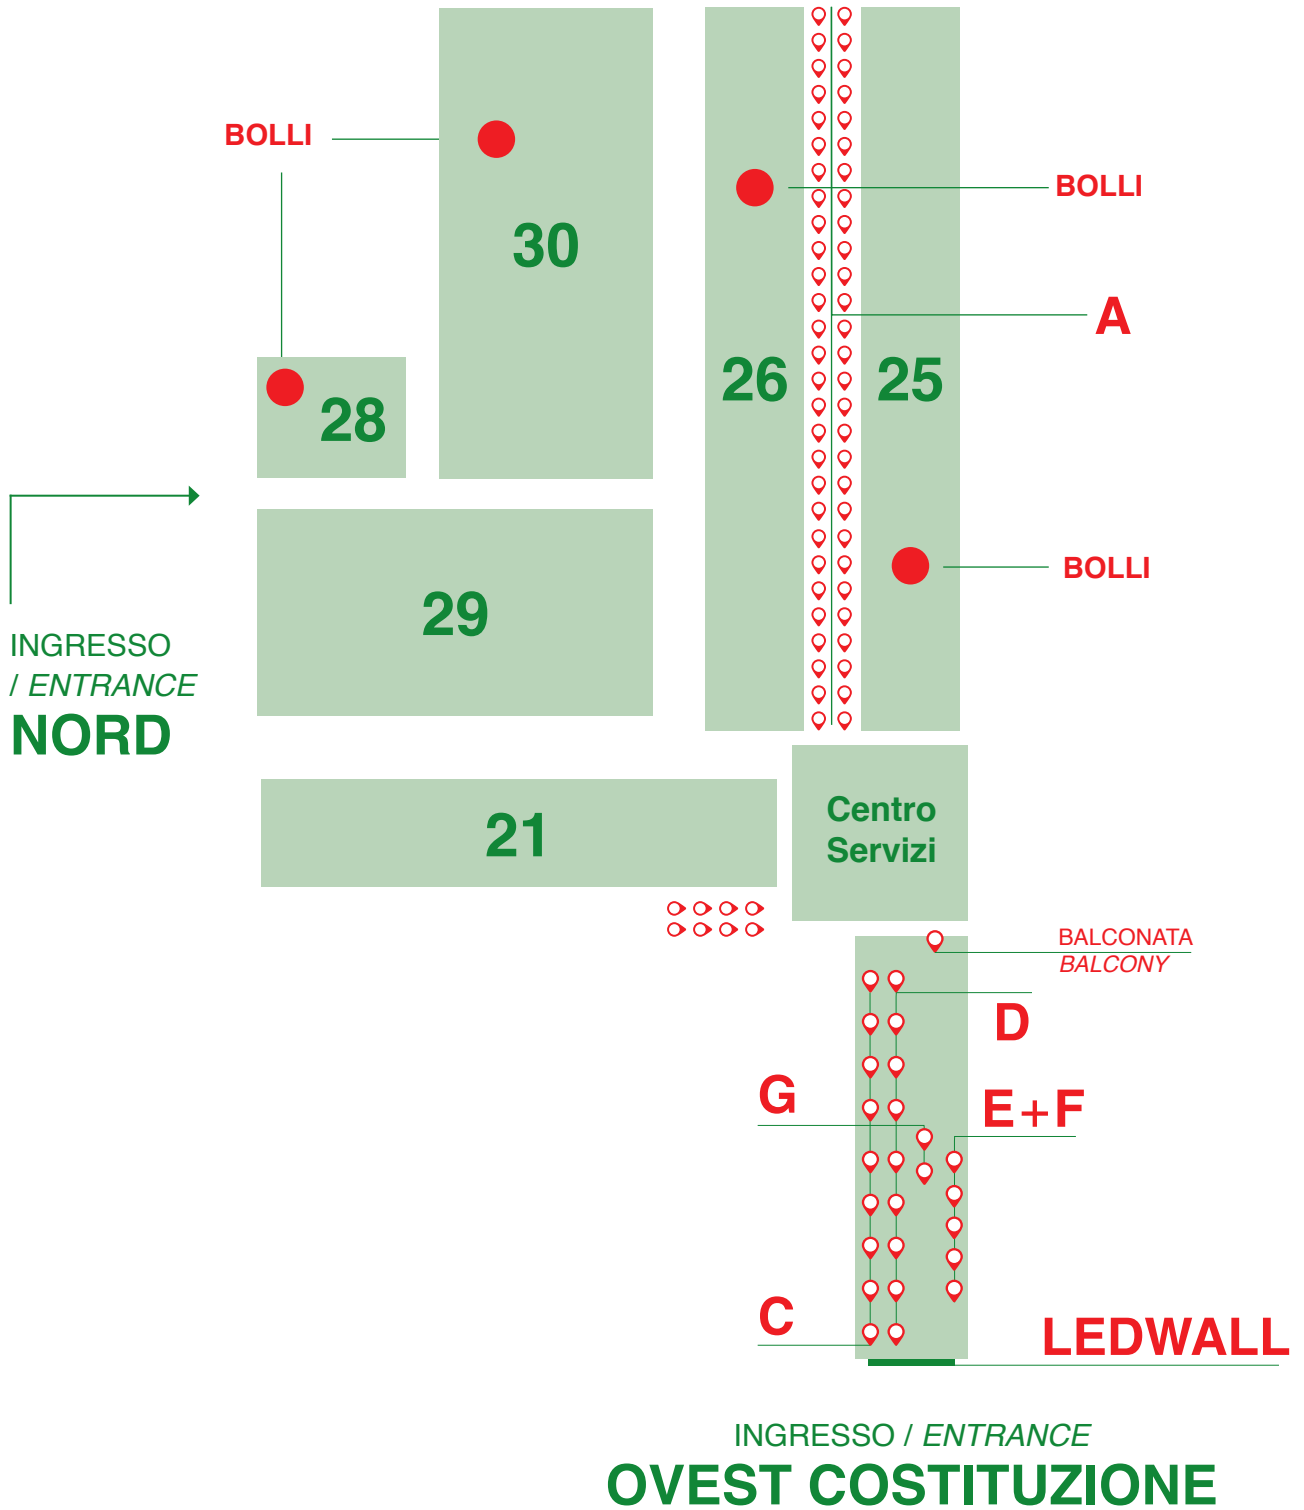 BOLLI
BOLLI
30
A
26
25
28
BOLLI
29
INGRESSO
/ ENTRANCE
NORD
Centro
Servizi
21
BALCONATA
BALCONY
D
G
E+F
C
LEDWALL
INGRESSO / ENTRANCE
OVEST COSTITUZIONE